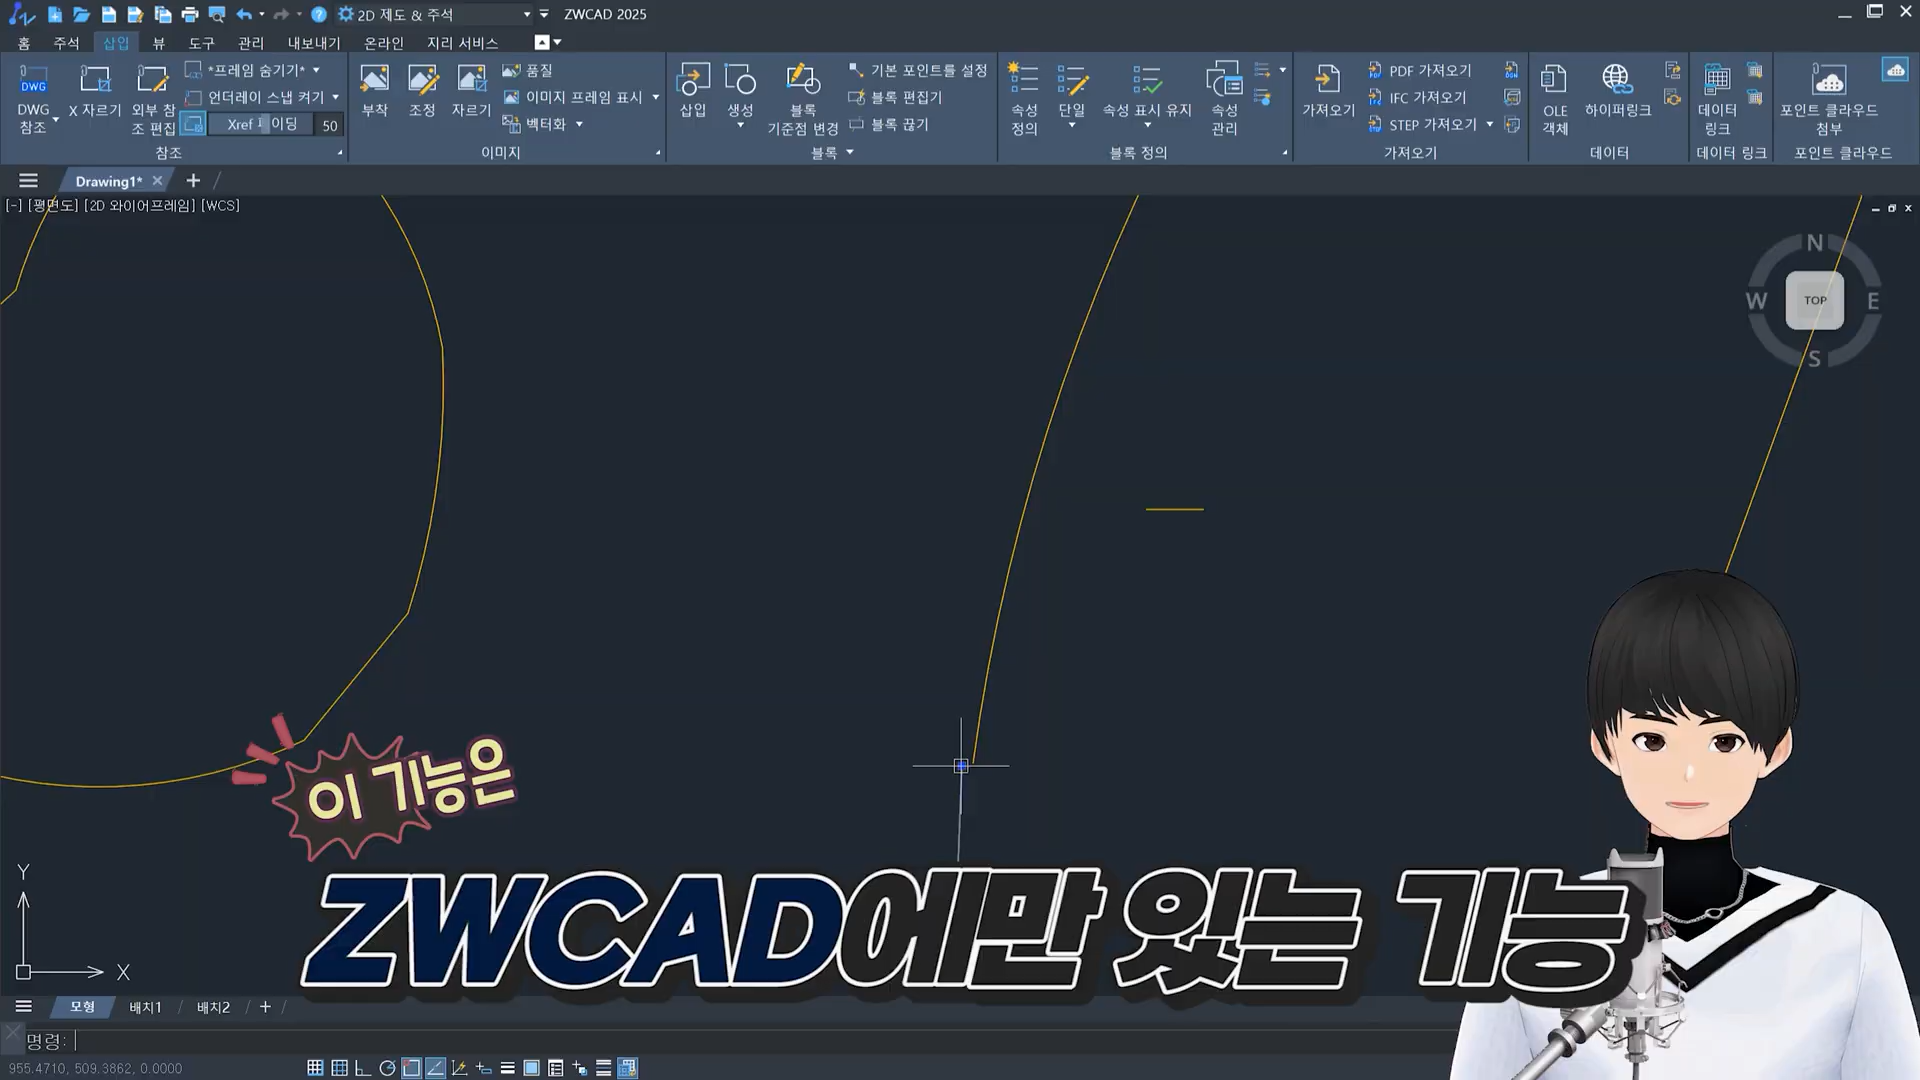 2D 제도 & 주석
ZWCAD 2025
홈 주석 삽입 뷰 도구 관리 내보내기 온라인 지리 서비스
DWG
DWG 참조
X 자르기
외부 참조 편집
*프레임 숨기기*
언더레이 스냅 켜기
50
참조
부착
조정
자르기
품질
이미지 프레임 표시
벡터화
이미지
삽입
생성
블록 기준점 변경
기본 포인트를 설정
블록 편집기
블록 끊기
블록
속성 정의
단일
속성 표시 유지
속성 관리
블록 정의
가져오기
PDF 가져오기
IFC 가져오기
STEP 가져오기
가져오기
OLE 객체
하이퍼링크
데이터
데이터 링크
데이터 링크
포인트 클라우드 첨부
포인트 클라우드
Drawing1*
[-] [평면도] [2D 와이어프레임] [WCS]
N
W TOP E
S
이 기능은
ZWCAD에만 있는 기능
Y
X
모형 배치1 배치2
명령:
955.4710, 509.3862, 0.0000